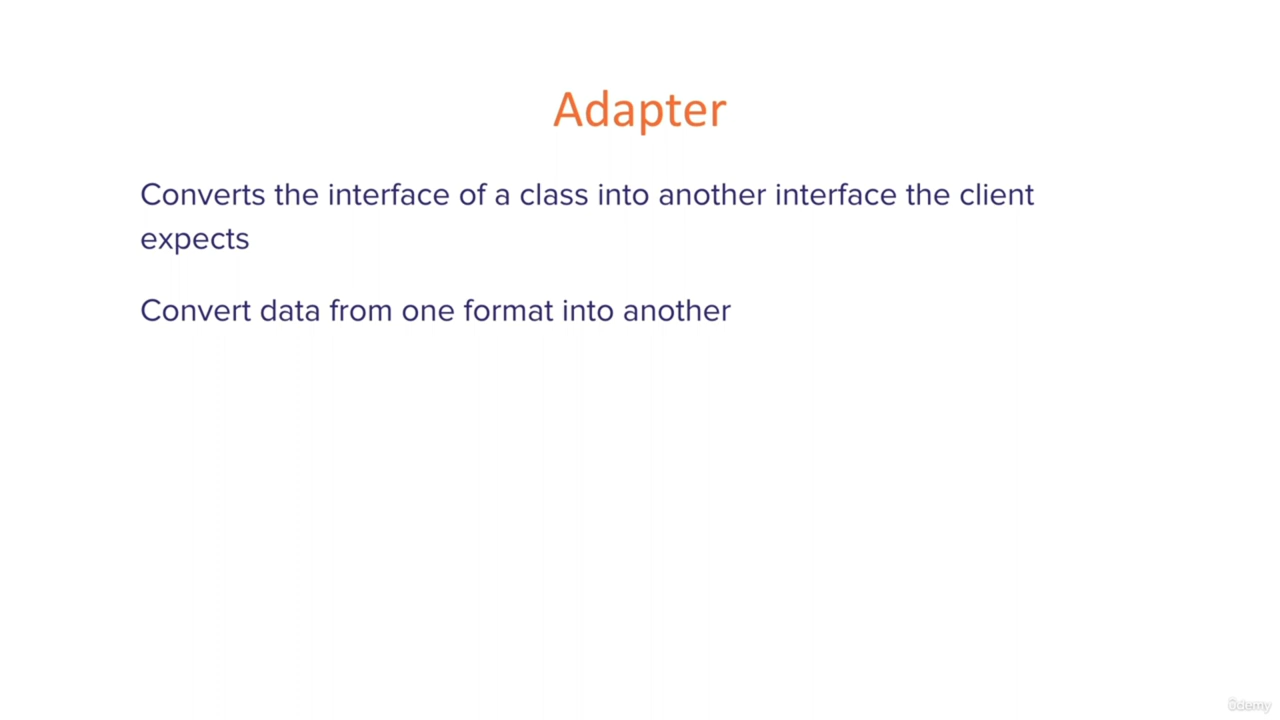 Adapter
Converts the interface of a class into another interface the client
expects
Convert data from one format into another
ûdemy